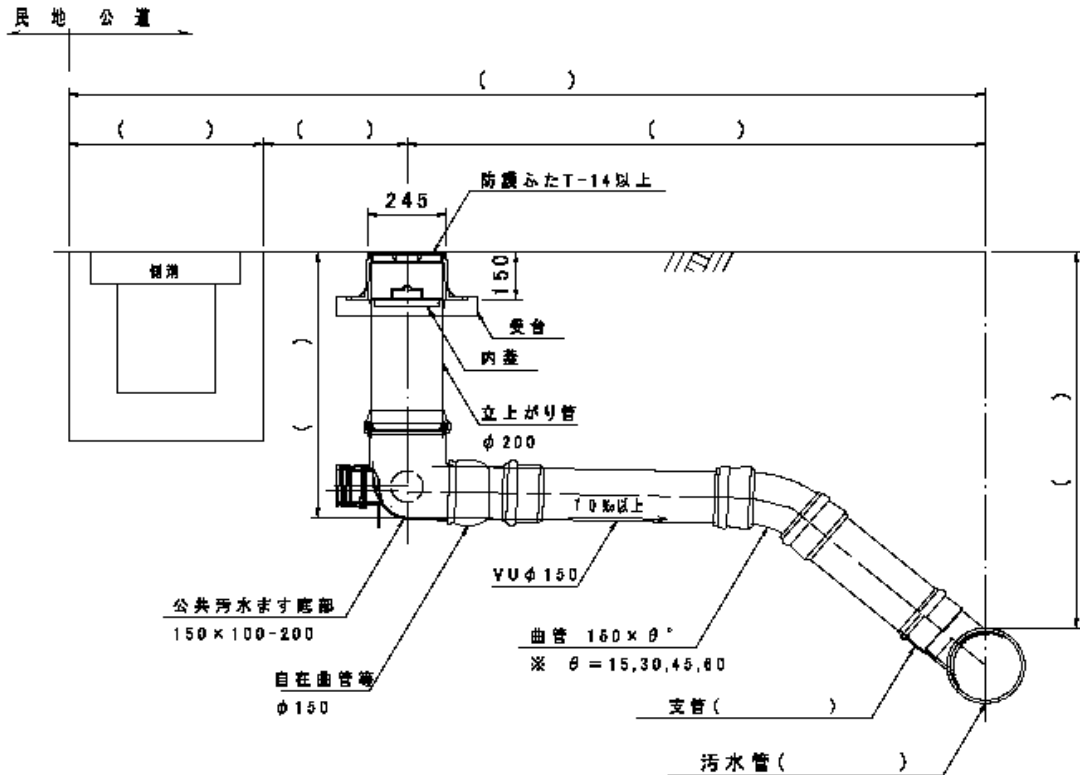 民地 公道
( )
( ) ( ) ( )
防護ふたT-14以上
245
側溝
150
受台
内蓋
( )
立上がり管
φ200
( )
10‰以上
VUφ150
公共汚水ます底部
150×100-200
曲管 150×θ°
※ θ=15,30,45,60
自在曲管等
φ150
支管( )
汚水管( )